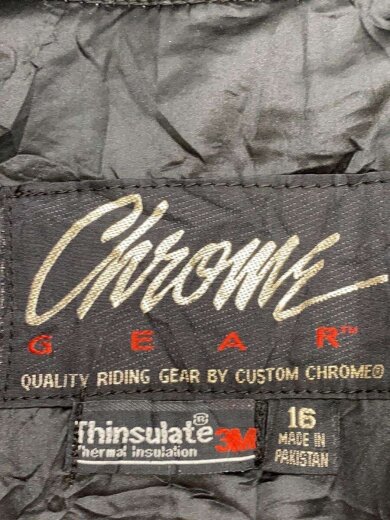 Chrome
GEAR™
QUALITY RIDING GEAR BY CUSTOM CHROME®
Thinsulate® 3M
Thermal Insulation
16
MADE IN
PAKISTAN